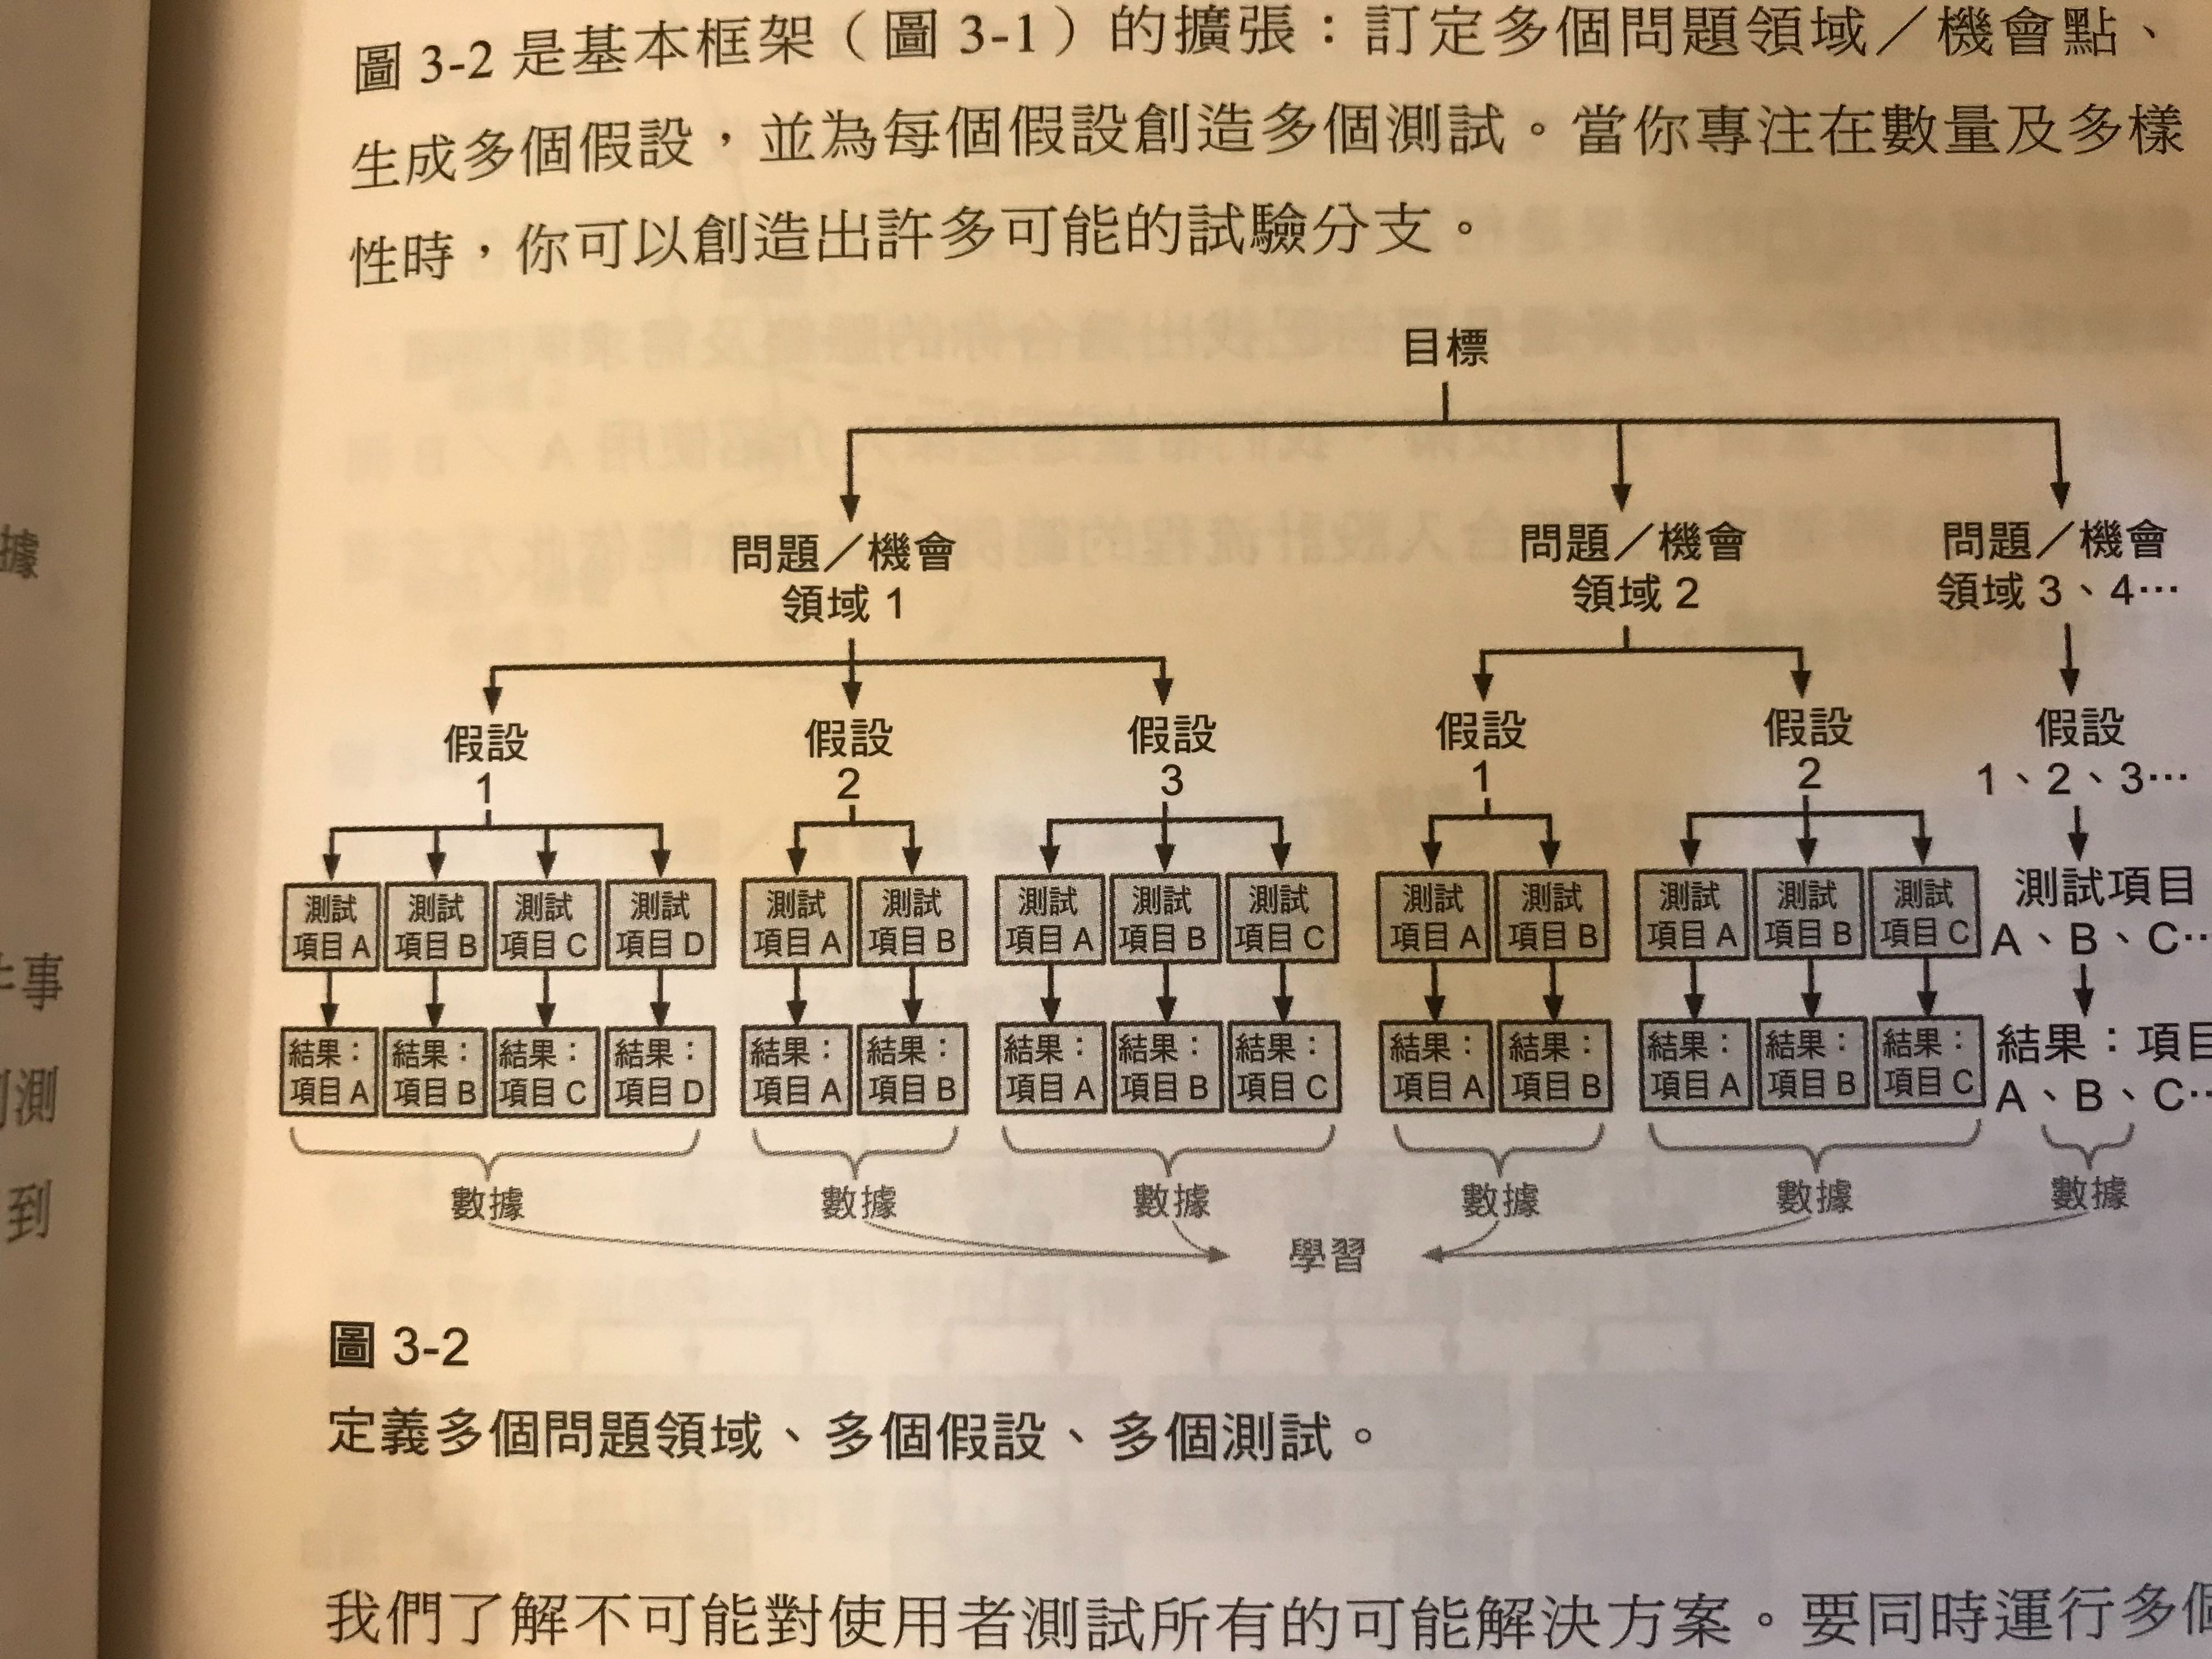 圖 3-2 是基本框架（圖 3-1）的擴張：訂定多個問題領域／機會點、
生成多個假設，並為每個假設創造多個測試。當你專注在數量及多樣
性時，你可以創造出許多可能的試驗分支。
目標
問題／機會
領域 1
問題／機會
領域 2
問題／機會
領域 3、4…
假設
1
假設
2
假設
3
假設
1
假設
2
假設
1、2、3…
測試
項目 A
測試
項目 B
測試
項目 C
測試
項目 D
測試
項目 A
測試
項目 B
測試
項目 A
測試
項目 B
測試
項目 C
測試
項目 A
測試
項目 B
測試
項目 A
測試
項目 B
測試
項目 C
測試項目
A、B、C…
結果：
項目 A
結果：
項目 B
結果：
項目 C
結果：
項目 D
結果：
項目 A
結果：
項目 B
結果：
項目 A
結果：
項目 B
結果：
項目 C
結果：
項目 A
結果：
項目 B
結果：
項目 A
結果：
項目 B
結果：
項目 C
結果：項目
A、B、C…
數據
數據
數據
數據
數據
數據
學習
圖 3-2
定義多個問題領域、多個假設、多個測試。
我們了解不可能對使用者測試所有的可能解決方案。要同時運行多個
據
事
測
到